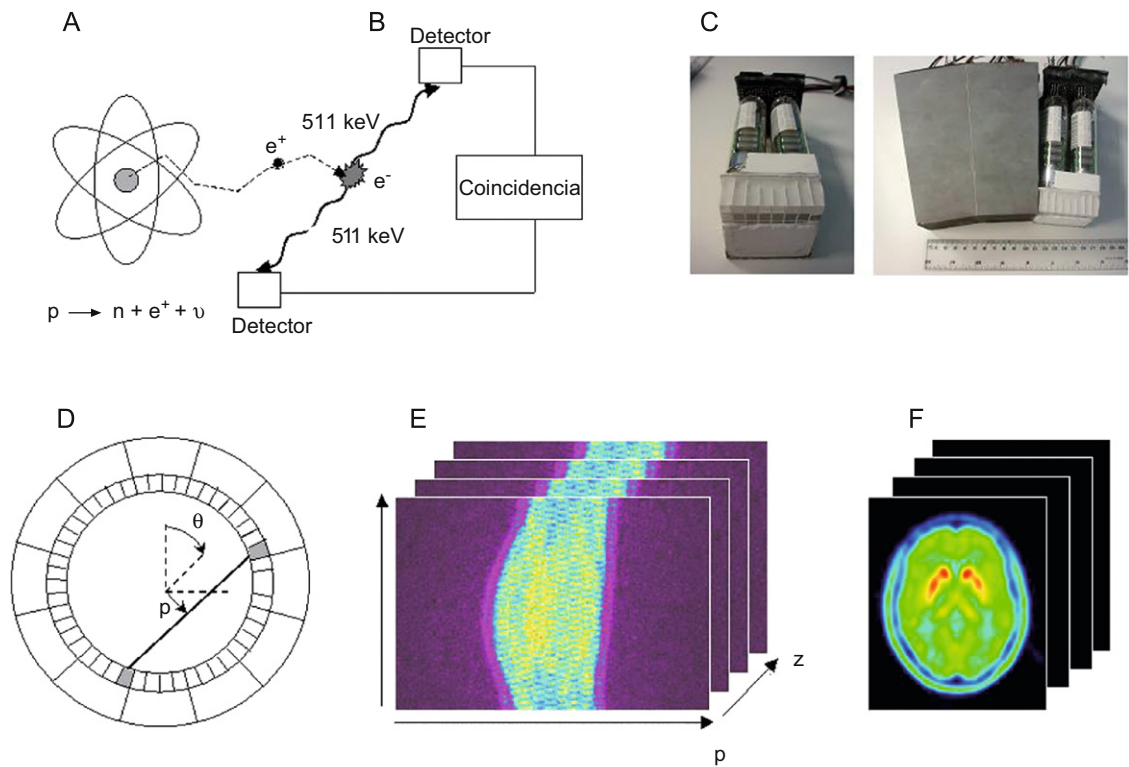 A
B
Detector
C
511 keV
e⁺
e⁻
Coincidencia
511 keV
p → n + e⁺ + υ
Detector
D
E
F
θ
p
z
p